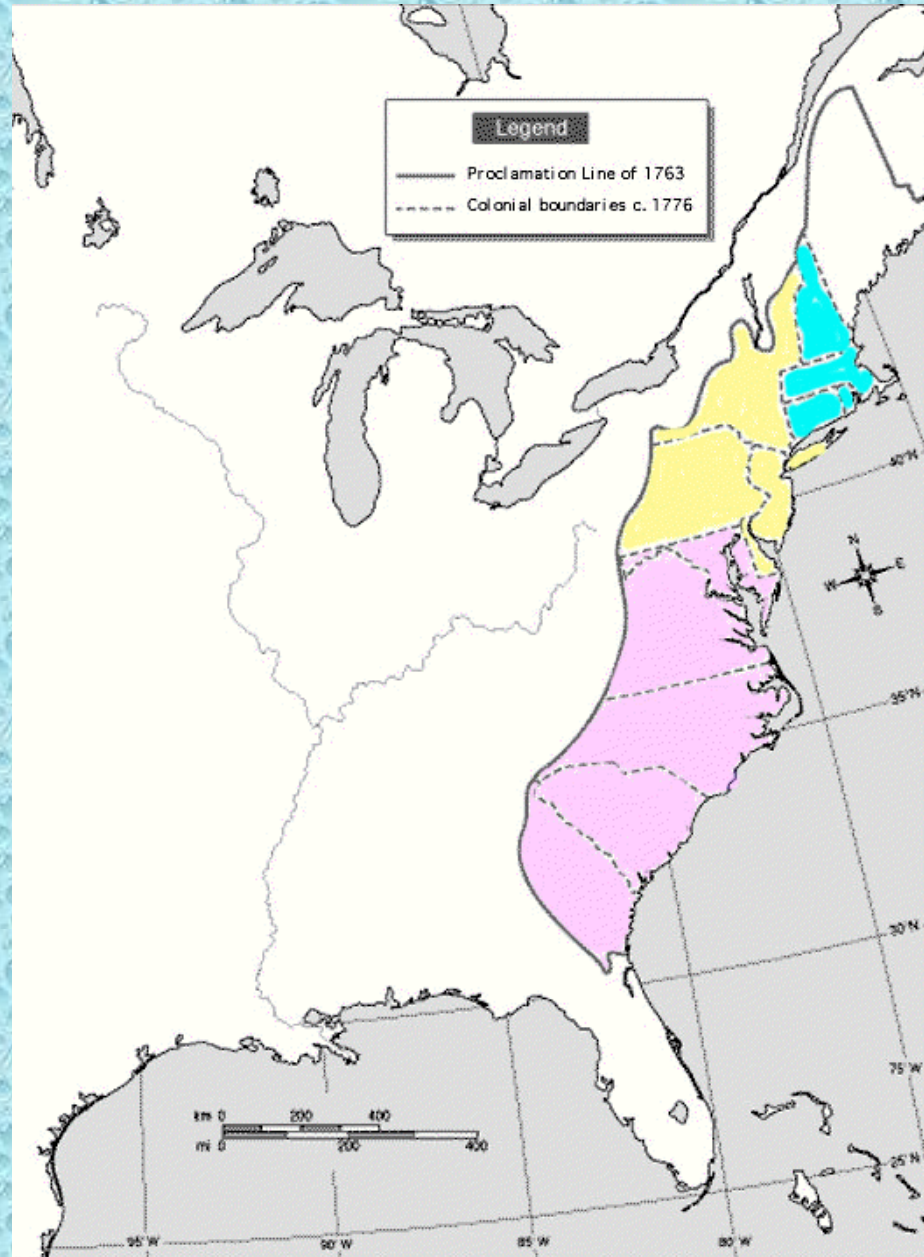 Legend
Proclamation Line of 1763
Colonial boundaries c. 1776
40°N
N
W E
S
35°N
30°N
75°W
km 0 200 400
mi 0 200 400
25°N
95°W 90°W 85°W 80°W